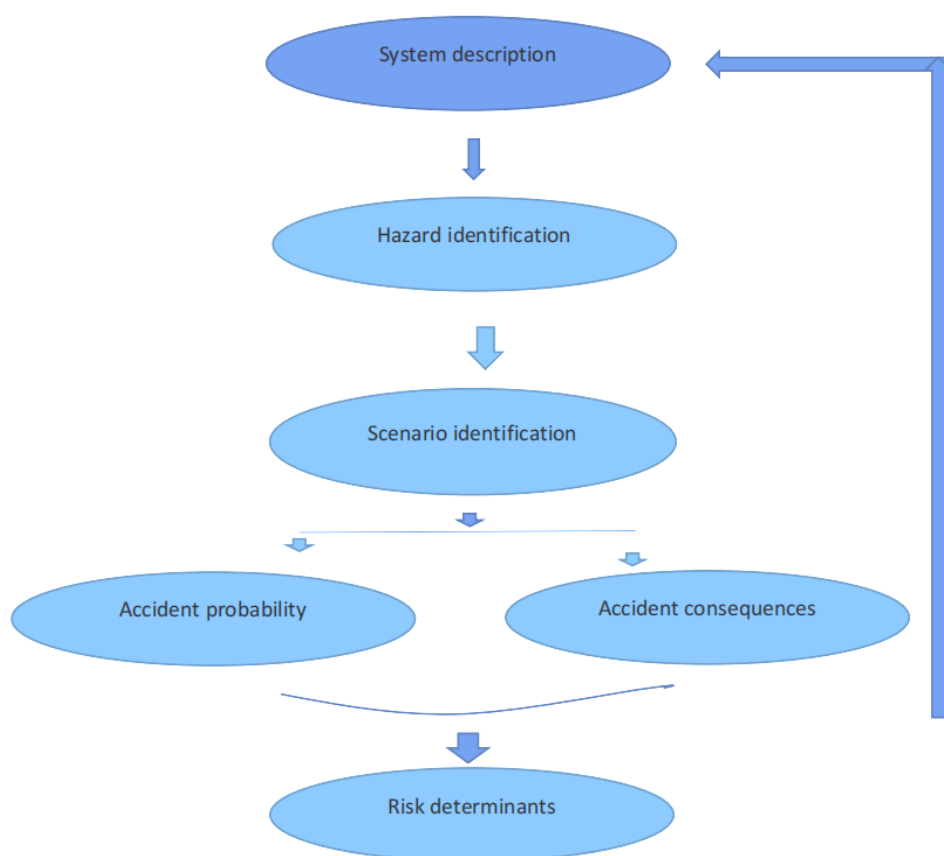 System description
Hazard identification
Scenario identification
Accident probability
Accident consequences
Risk determinants